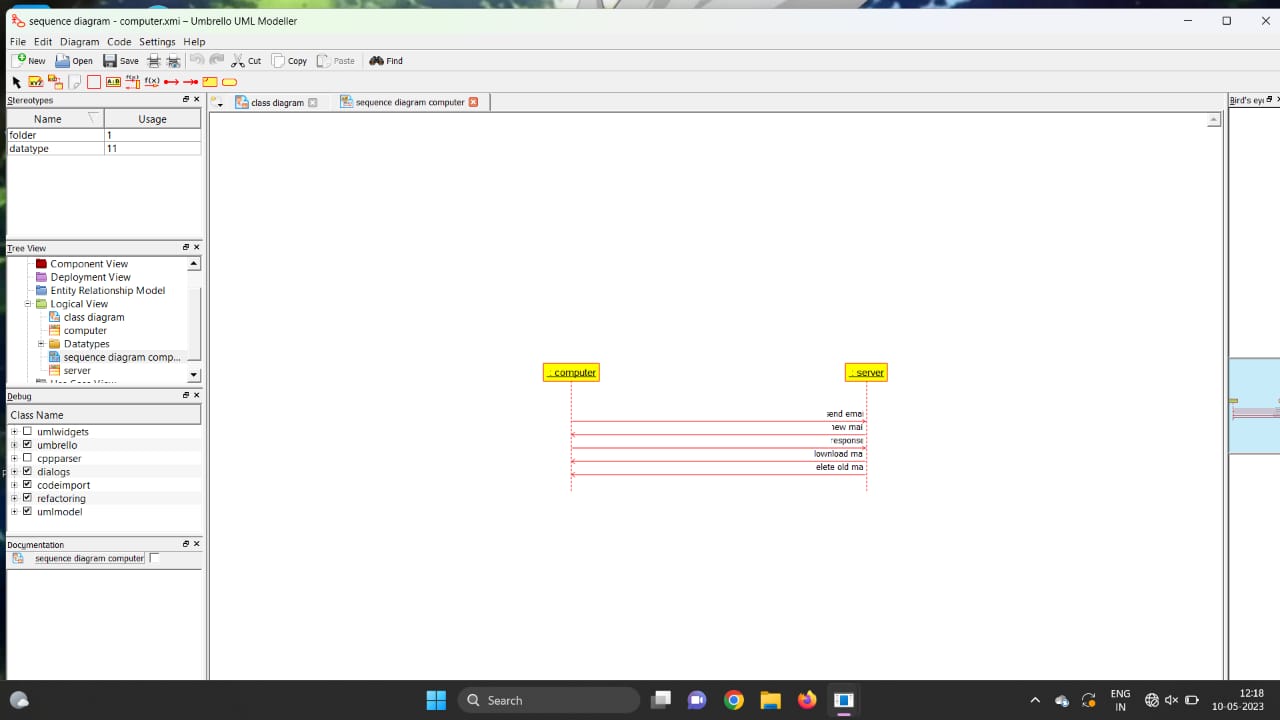 sequence diagram - computer.xmi – Umbrello UML Modeller
File Edit Diagram Code Settings Help
New Open Save Cut Copy Paste Find
Stereotypes
Name Usage
folder 1
datatype 11
Tree View
Component View
Deployment View
Entity Relationship Model
Logical View
class diagram
computer
Datatypes
sequence diagram comp...
server
Debug
Class Name
umlwidgets
umbrello
cppparser
dialogs
codeimport
refactoring
umlmodel
Documentation
sequence diagram computer
class diagram sequence diagram computer
: computer : server
send emai
new mai
response
lownload ma
elete old ma
Bird's ey
Search
ENG
IN
12:18
10-05-2023